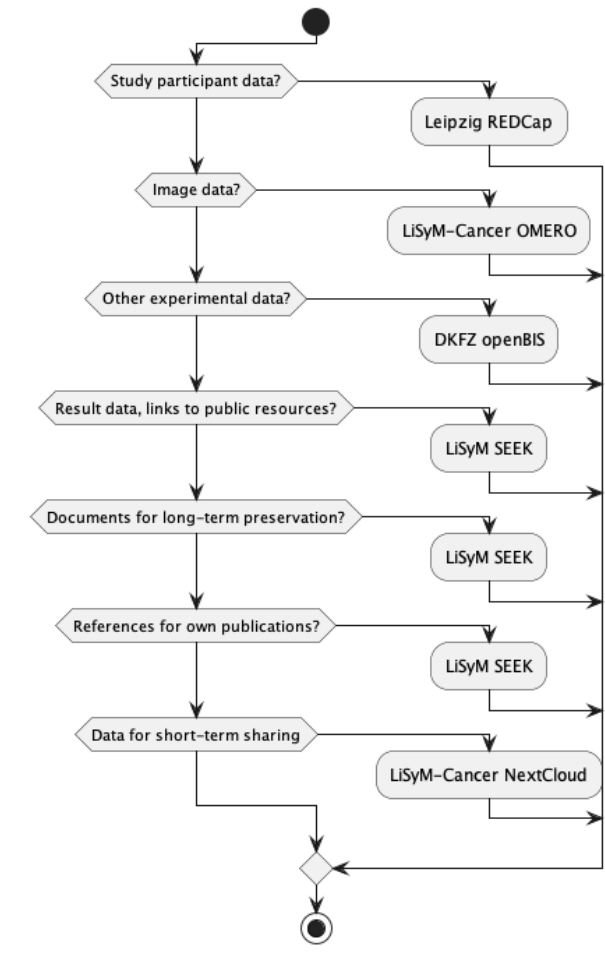 Study participant data?
Leipzig REDCap
Image data?
LiSyM-Cancer OMERO
Other experimental data?
DKFZ openBIS
Result data, links to public resources?
LiSyM SEEK
Documents for long-term preservation?
LiSyM SEEK
References for own publications?
LiSyM SEEK
Data for short-term sharing
LiSyM-Cancer NextCloud